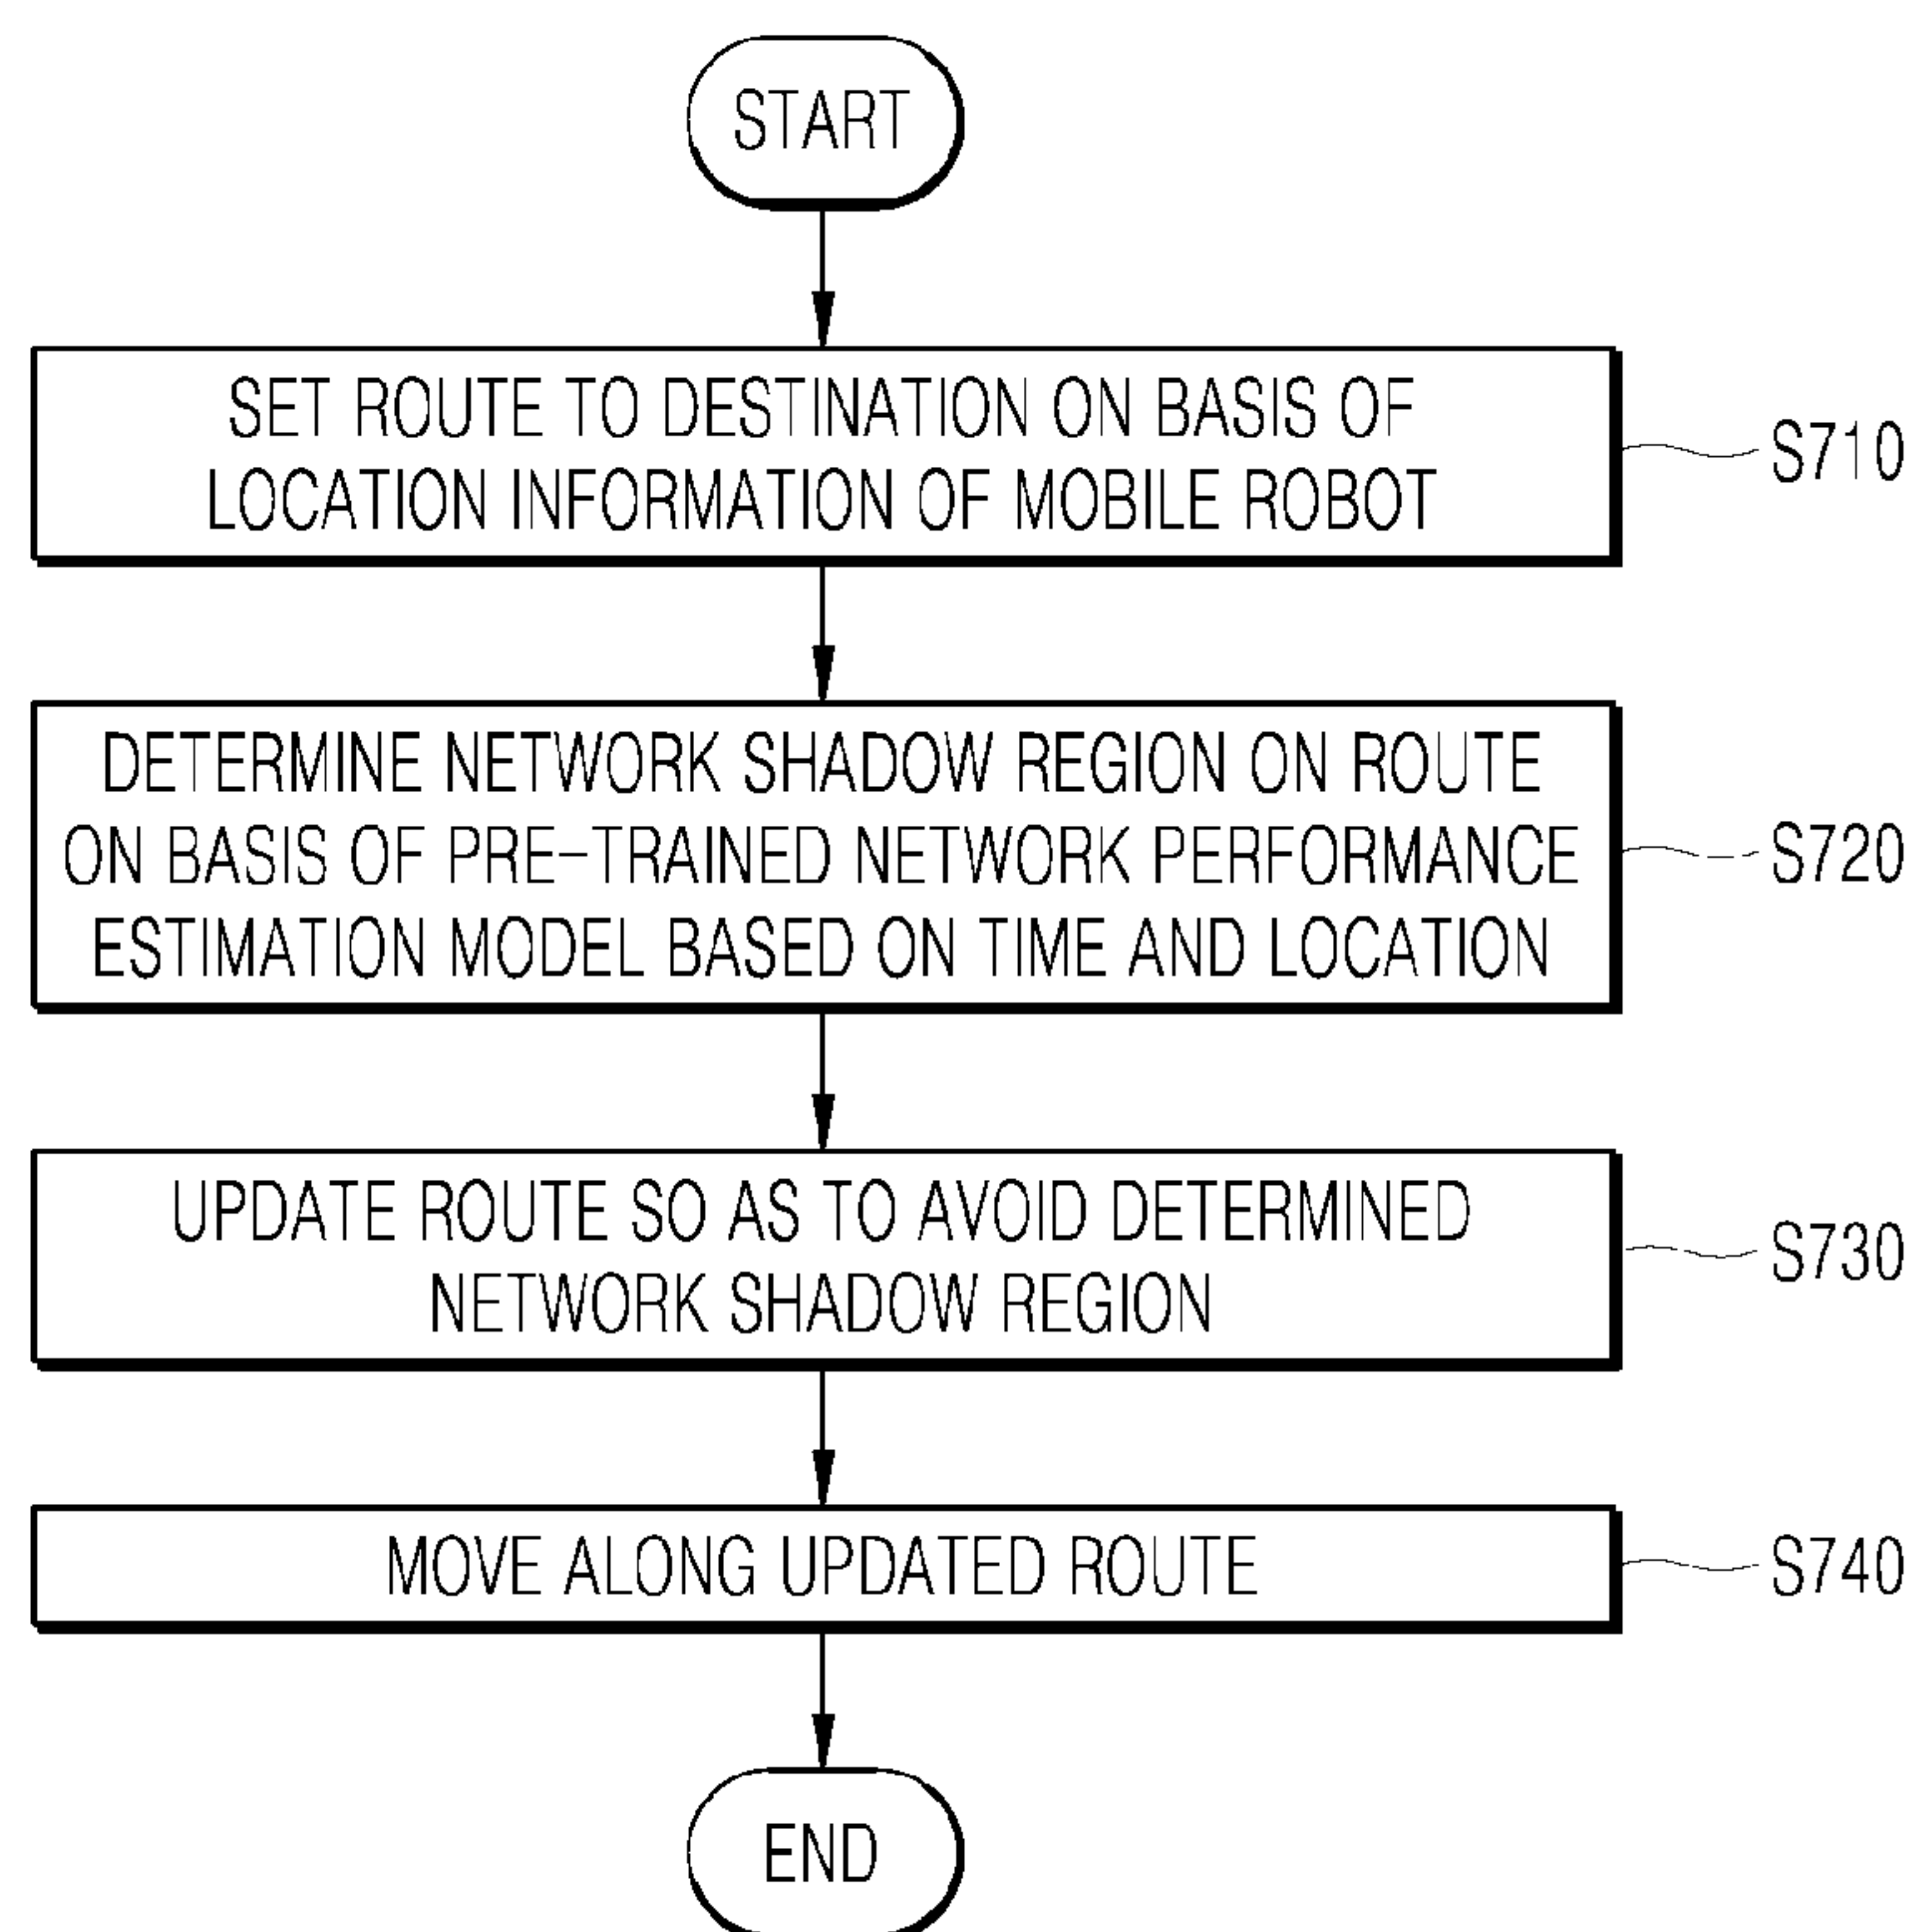 START
SET ROUTE TO DESTINATION ON BASIS OF
LOCATION INFORMATION OF MOBILE ROBOT
S710
DETERMINE NETWORK SHADOW REGION ON ROUTE
ON BASIS OF PRE-TRAINED NETWORK PERFORMANCE
ESTIMATION MODEL BASED ON TIME AND LOCATION
S720
UPDATE ROUTE SO AS TO AVOID DETERMINED
NETWORK SHADOW REGION
S730
MOVE ALONG UPDATED ROUTE
S740
END